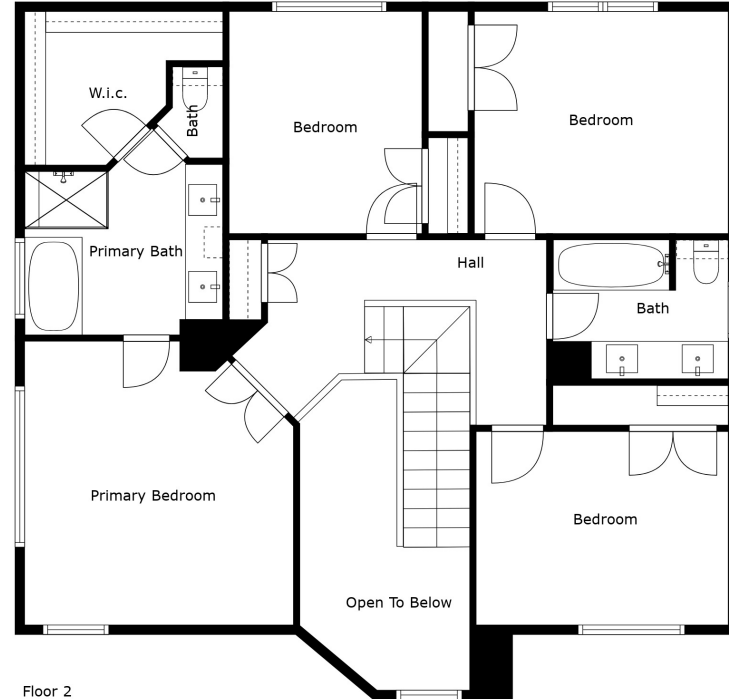 W.i.c.
Bath
Bedroom
Bedroom
Primary Bath
Hall
Bath
Primary Bedroom
Bedroom
Open To Below
Floor 2